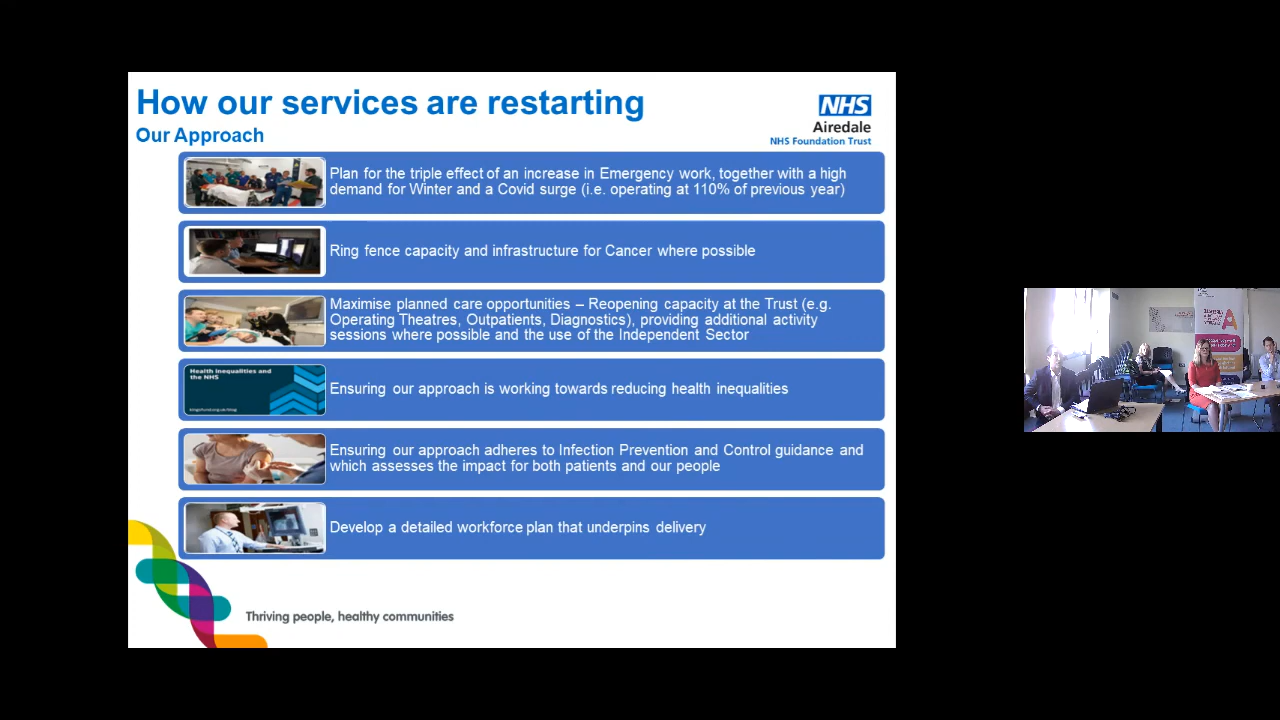 How our services are restarting
Our Approach
NHS
Airedale
NHS Foundation Trust
Plan for the triple effect of an increase in Emergency work, together with a high
demand for Winter and a Covid surge (i.e. operating at 110% of previous year)
Ring fence capacity and infrastructure for Cancer where possible
Maximise planned care opportunities – Reopening capacity at the Trust (e.g.
Operating Theatres, Outpatients, Diagnostics), providing additional activity
sessions where possible and the use of the Independent Sector
Health Inequalities and
the NHS
Ensuring our approach is working towards reducing health inequalities
Ensuring our approach adheres to Infection Prevention and Control guidance and
which assesses the impact for both patients and our people
Develop a detailed workforce plan that underpins delivery
Thriving people, healthy communities